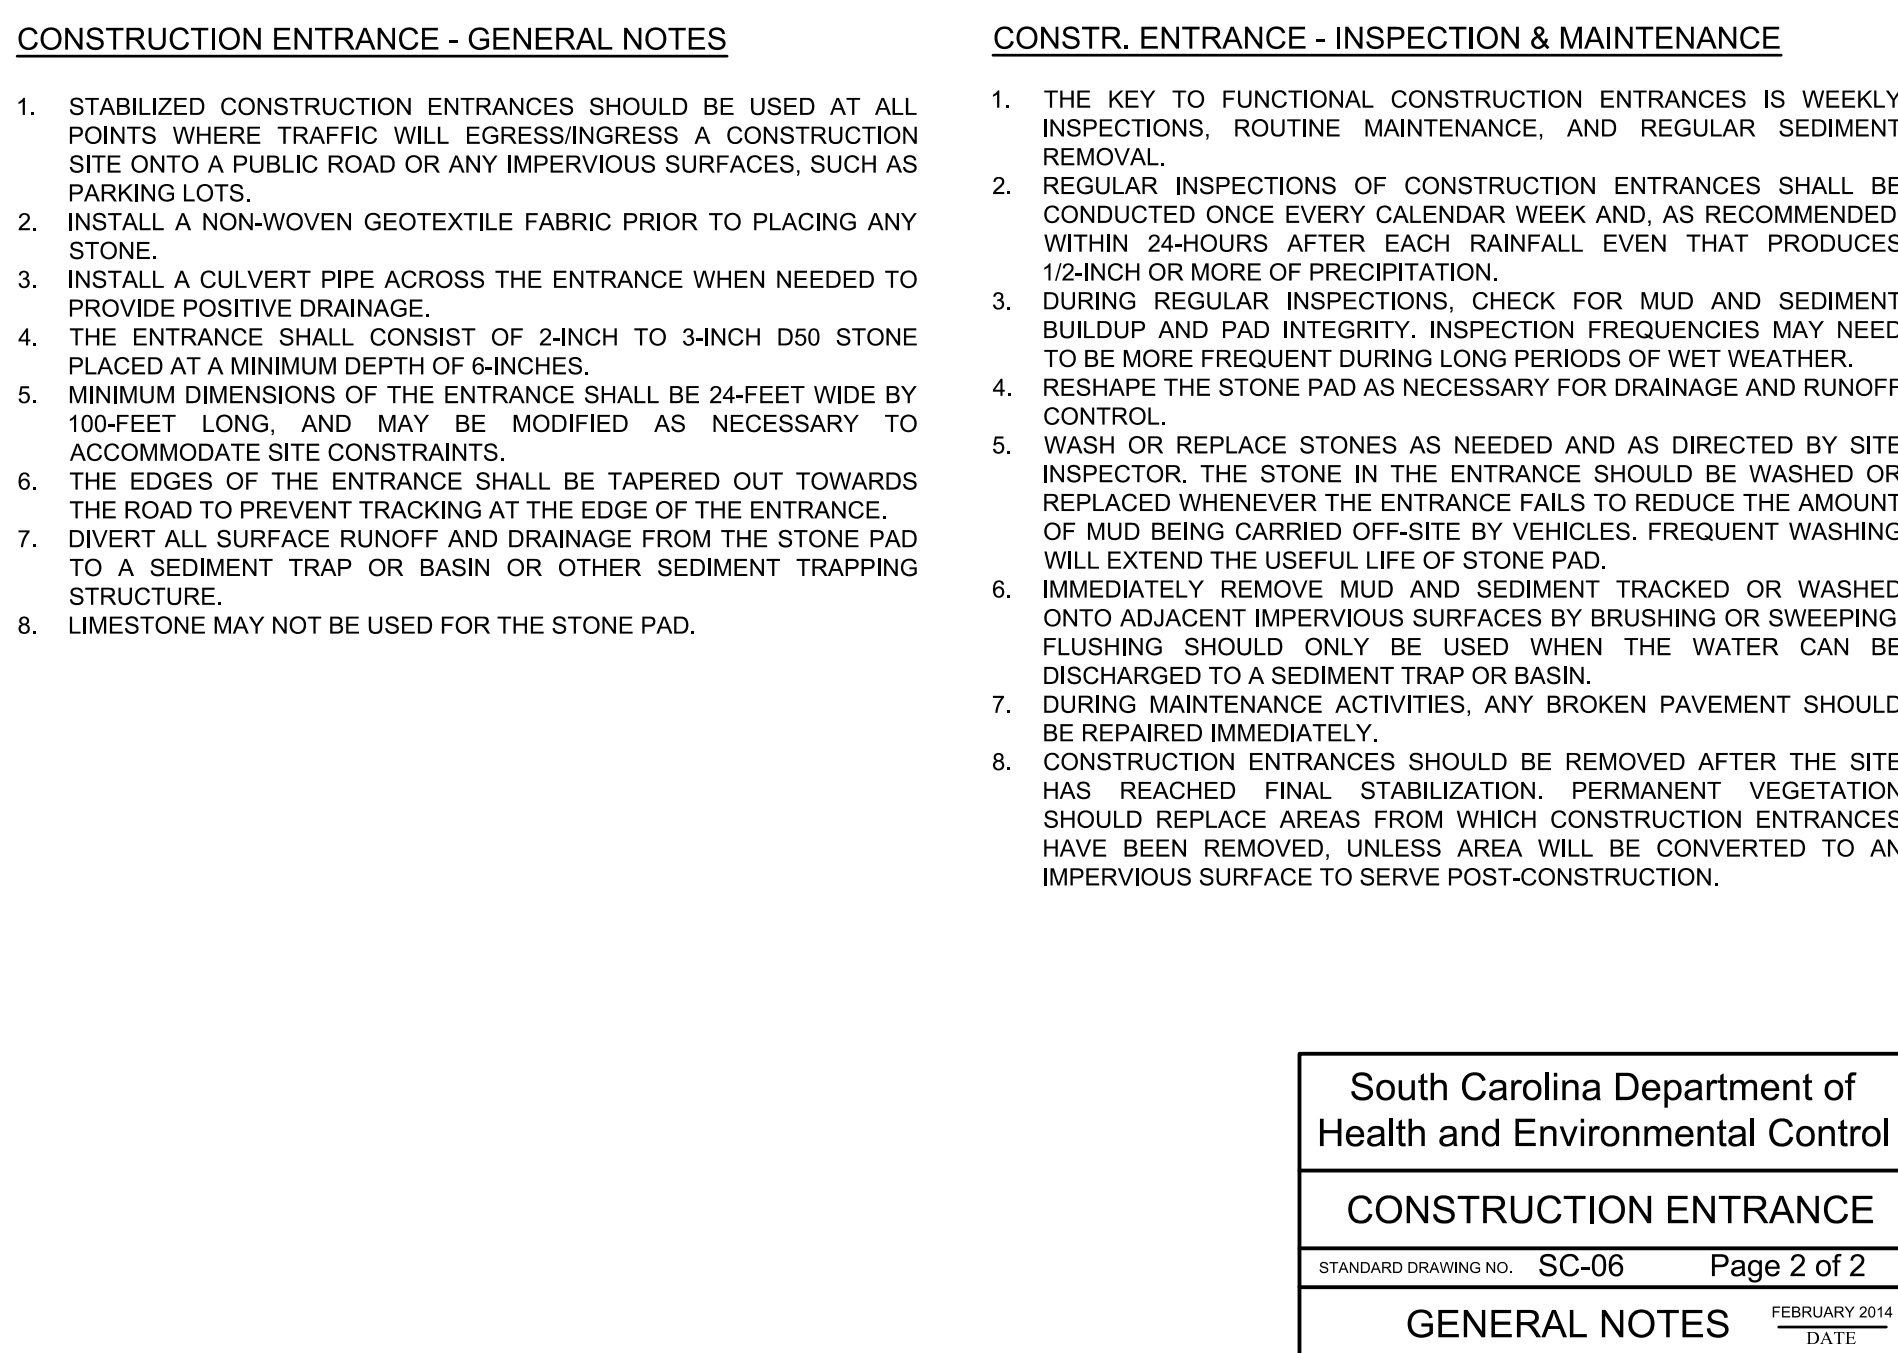 CONSTRUCTION ENTRANCE - GENERAL NOTES
1. STABILIZED CONSTRUCTION ENTRANCES SHOULD BE USED AT ALL
POINTS WHERE TRAFFIC WILL EGRESS/INGRESS A CONSTRUCTION
SITE ONTO A PUBLIC ROAD OR ANY IMPERVIOUS SURFACES, SUCH AS
PARKING LOTS.
2. INSTALL A NON-WOVEN GEOTEXTILE FABRIC PRIOR TO PLACING ANY
STONE.
3. INSTALL A CULVERT PIPE ACROSS THE ENTRANCE WHEN NEEDED TO
PROVIDE POSITIVE DRAINAGE.
4. THE ENTRANCE SHALL CONSIST OF 2-INCH TO 3-INCH D50 STONE
PLACED AT A MINIMUM DEPTH OF 6-INCHES.
5. MINIMUM DIMENSIONS OF THE ENTRANCE SHALL BE 24-FEET WIDE BY
100-FEET LONG, AND MAY BE MODIFIED AS NECESSARY TO
ACCOMMODATE SITE CONSTRAINTS.
6. THE EDGES OF THE ENTRANCE SHALL BE TAPERED OUT TOWARDS
THE ROAD TO PREVENT TRACKING AT THE EDGE OF THE ENTRANCE.
7. DIVERT ALL SURFACE RUNOFF AND DRAINAGE FROM THE STONE PAD
TO A SEDIMENT TRAP OR BASIN OR OTHER SEDIMENT TRAPPING
STRUCTURE.
8. LIMESTONE MAY NOT BE USED FOR THE STONE PAD.
CONSTR. ENTRANCE - INSPECTION & MAINTENANCE
1. THE KEY TO FUNCTIONAL CONSTRUCTION ENTRANCES IS WEEKLY
INSPECTIONS, ROUTINE MAINTENANCE, AND REGULAR SEDIMENT
REMOVAL.
2. REGULAR INSPECTIONS OF CONSTRUCTION ENTRANCES SHALL BE
CONDUCTED ONCE EVERY CALENDAR WEEK AND, AS RECOMMENDED,
WITHIN 24-HOURS AFTER EACH RAINFALL EVEN THAT PRODUCES
1/2-INCH OR MORE OF PRECIPITATION.
3. DURING REGULAR INSPECTIONS, CHECK FOR MUD AND SEDIMENT
BUILDUP AND PAD INTEGRITY. INSPECTION FREQUENCIES MAY NEED
TO BE MORE FREQUENT DURING LONG PERIODS OF WET WEATHER.
4. RESHAPE THE STONE PAD AS NECESSARY FOR DRAINAGE AND RUNOFF
CONTROL.
5. WASH OR REPLACE STONES AS NEEDED AND AS DIRECTED BY SITE
INSPECTOR. THE STONE IN THE ENTRANCE SHOULD BE WASHED OR
REPLACED WHENEVER THE ENTRANCE FAILS TO REDUCE THE AMOUNT
OF MUD BEING CARRIED OFF-SITE BY VEHICLES. FREQUENT WASHING
WILL EXTEND THE USEFUL LIFE OF STONE PAD.
6. IMMEDIATELY REMOVE MUD AND SEDIMENT TRACKED OR WASHED
ONTO ADJACENT IMPERVIOUS SURFACES BY BRUSHING OR SWEEPING.
FLUSHING SHOULD ONLY BE USED WHEN THE WATER CAN BE
DISCHARGED TO A SEDIMENT TRAP OR BASIN.
7. DURING MAINTENANCE ACTIVITIES, ANY BROKEN PAVEMENT SHOULD
BE REPAIRED IMMEDIATELY.
8. CONSTRUCTION ENTRANCES SHOULD BE REMOVED AFTER THE SITE
HAS REACHED FINAL STABILIZATION. PERMANENT VEGETATION
SHOULD REPLACE AREAS FROM WHICH CONSTRUCTION ENTRANCES
HAVE BEEN REMOVED, UNLESS AREA WILL BE CONVERTED TO AN
IMPERVIOUS SURFACE TO SERVE POST-CONSTRUCTION.
South Carolina Department of
Health and Environmental Control
CONSTRUCTION ENTRANCE
STANDARD DRAWING NO. SC-06 Page 2 of 2
GENERAL NOTES FEBRUARY 2014
DATE